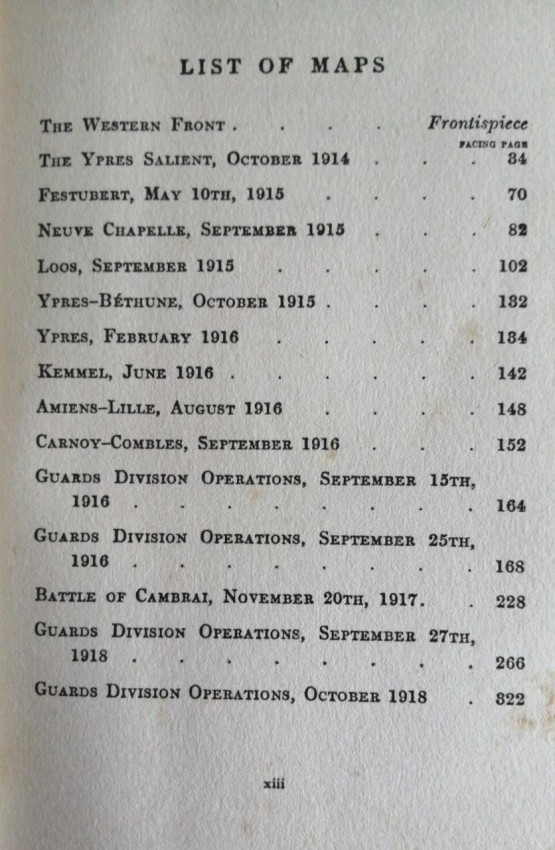 LIST OF MAPS
THE WESTERN FRONT . . . . Frontispiece
FACING PAGE
THE YPRES SALIENT, OCTOBER 1914 . . . 34
FESTUBERT, MAY 10TH, 1915 . . . . 70
NEUVE CHAPELLE, SEPTEMBER 1915 . . . 82
LOOS, SEPTEMBER 1915 . . . . . 102
YPRES–BÉTHUNE, OCTOBER 1915 . . . . 132
YPRES, FEBRUARY 1916 . . . . . 134
KEMMEL, JUNE 1916 . . . . . . 142
AMIENS–LILLE, AUGUST 1916 . . . . 148
CARNOY–COMBLES, SEPTEMBER 1916 . . . 152
GUARDS DIVISION OPERATIONS, SEPTEMBER 15TH,
1916 . . . . . . . . 164
GUARDS DIVISION OPERATIONS, SEPTEMBER 25TH,
1916 . . . . . . . . 168
BATTLE OF CAMBRAI, NOVEMBER 20TH, 1917. . 228
GUARDS DIVISION OPERATIONS, SEPTEMBER 27TH,
1918 . . . . . . . . 266
GUARDS DIVISION OPERATIONS, OCTOBER 1918 . 322
xiii